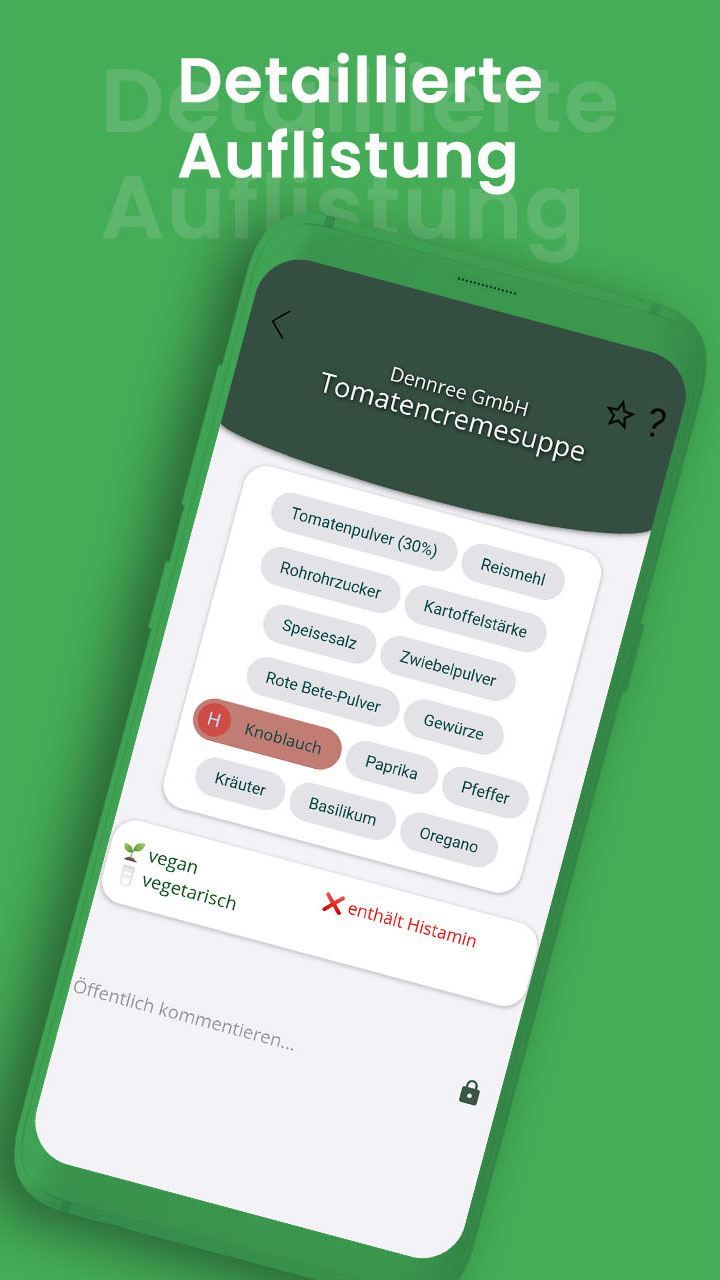 Detaillierte
Auflistung
Dennree GmbH
Tomatencremesuppe
?
Tomatenpulver (30%)
Reismehl
Rohrohrzucker
Kartoffelstärke
Speisesalz
Zwiebelpulver
Rote Bete-Pulver
Gewürze
H Knoblauch
Paprika
Pfeffer
Kräuter
Basilikum
Oregano
vegan
vegetarisch
enthält Histamin
Öffentlich kommentieren...